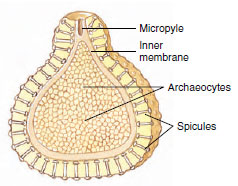 Micropyle
Inner
membrane
Archaeocytes
Spicules